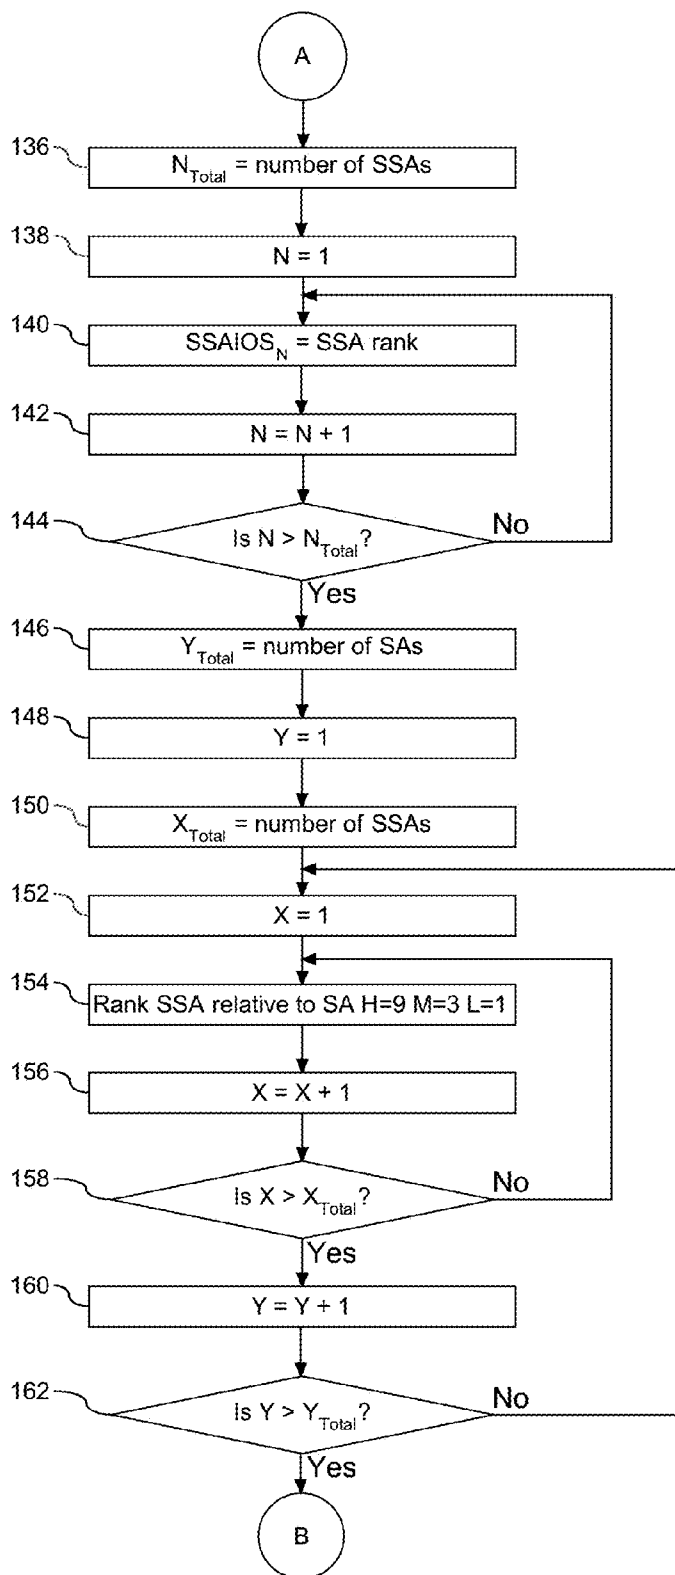 A
136
N_Total = number of SSAs
138
N = 1
140
SSAIOS_N = SSA rank
142
N = N + 1
144
Is N > N_Total?
No
Yes
146
Y_Total = number of SAs
148
Y = 1
150
X_Total = number of SSAs
152
X = 1
154
Rank SSA relative to SA H=9 M=3 L=1
156
X = X + 1
158
Is X > X_Total?
No
Yes
160
Y = Y + 1
162
Is Y > Y_Total?
No
Yes
B